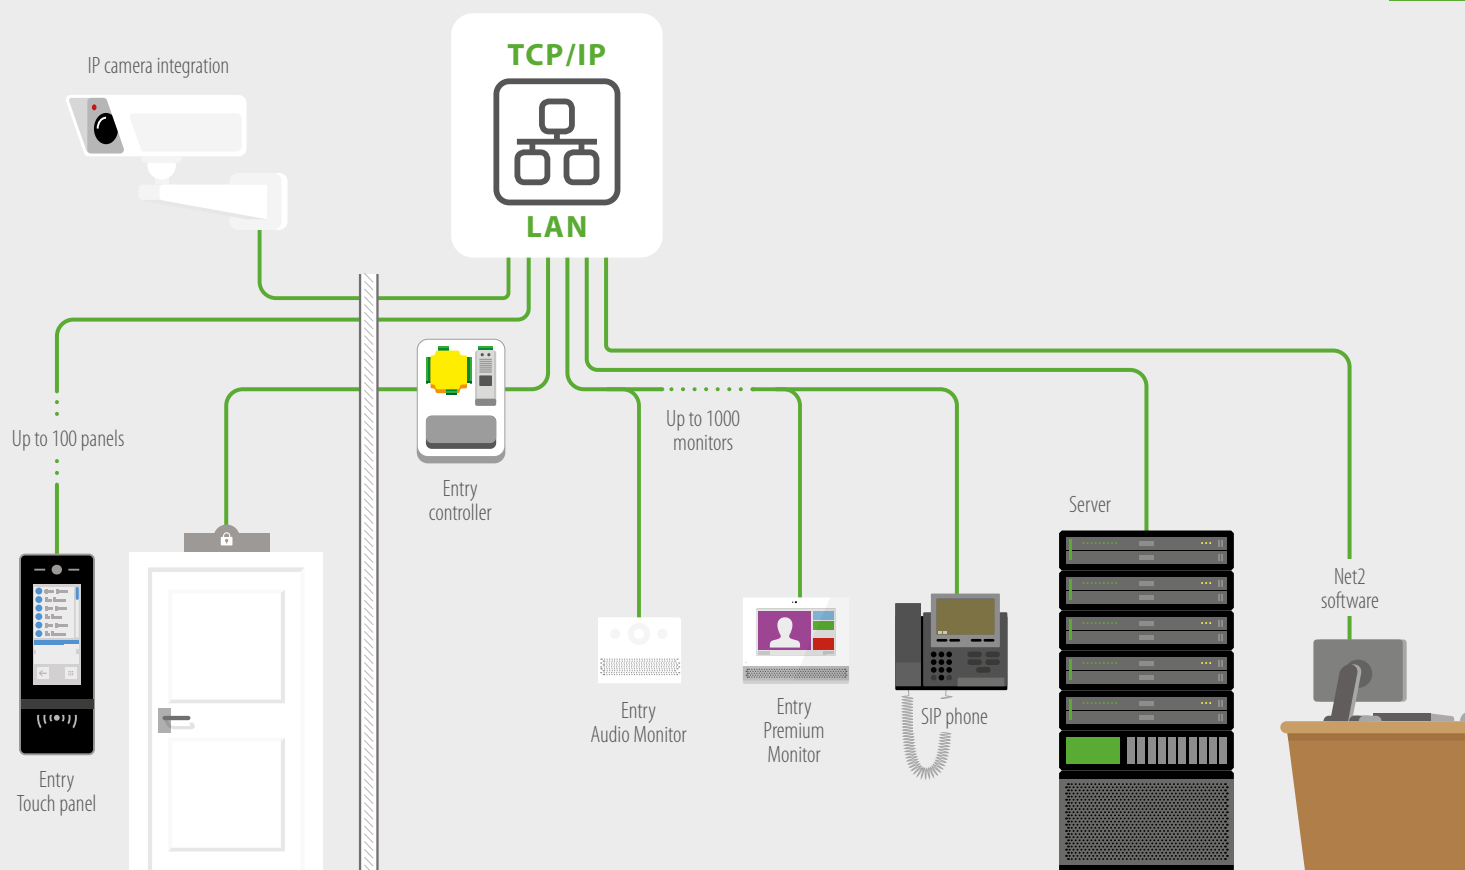 IP camera integration
TCP/IP
LAN
Up to 100 panels
Up to 1000
monitors
Entry
controller
Server
Net2
software
Entry
Audio Monitor
Entry
Premium
Monitor
SIP phone
Entry
Touch panel